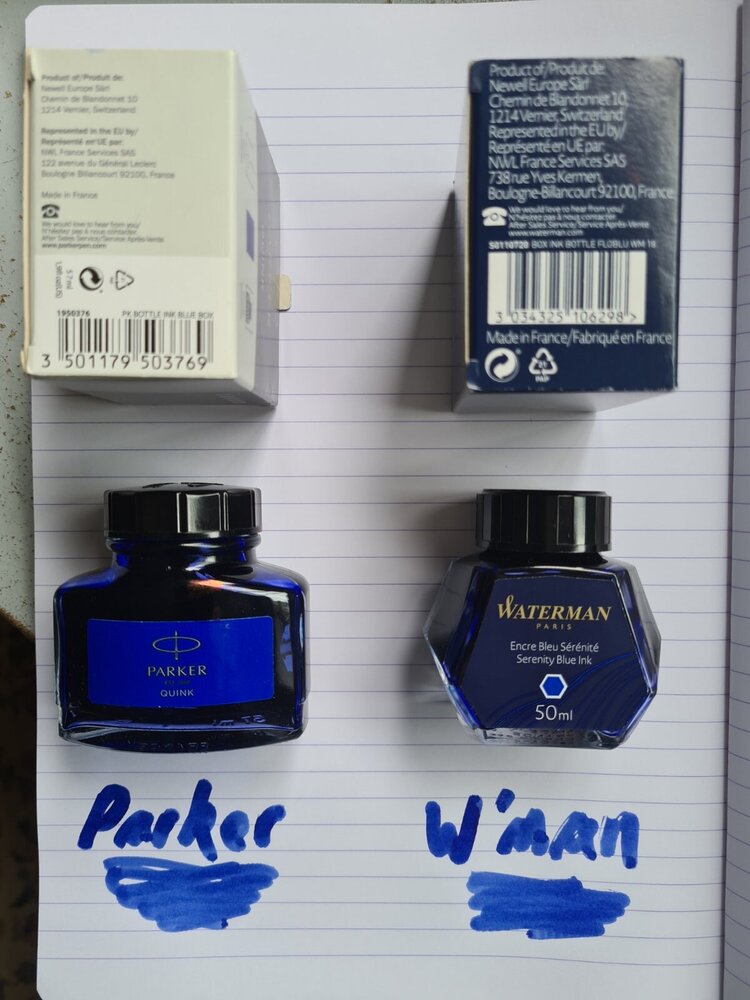 Product of/Produit de:
Newell Europe Sàrl
Chemin de Blandonnet 10
1214 Vernier, Switzerland
Represented in the EU by/
Représenté en UE par:
NWL France Services SAS
122 avenue du Général Leclerc
Boulogne Billancourt 92100, France
Made in France
We would love to hear from you/
N'hésitez pas à nous contacter
After Sales Service/Service Après-Vente
www.parkerpen.com
57ml
1950376 PK BOTTLE INK BLUE BOX
3 501179 503769
Product of/Produit de:
Newell Europe Sàrl
Chemin de Blandonnet 10,
1214 Vernier, Switzerland
Represented in the EU by/
Représenté en UE par:
NWL France Services SAS
738 rue Yves Kermen,
Boulogne-Billancourt 92100, France
We would love to hear from you/
N'hésitez pas à nous contacter
After Sales Service/Service Après-Vente
www.waterman.com
S0110720 BOX INK BOTTLE FLOBLU WM 18
3 034325 106298 >
Made in France/Fabriqué en France
21
PAP
PARKER
QUINK
WATERMAN
PARIS
Encre Bleu Sérénité
Serenity Blue Ink
50ml
Parker
W'man